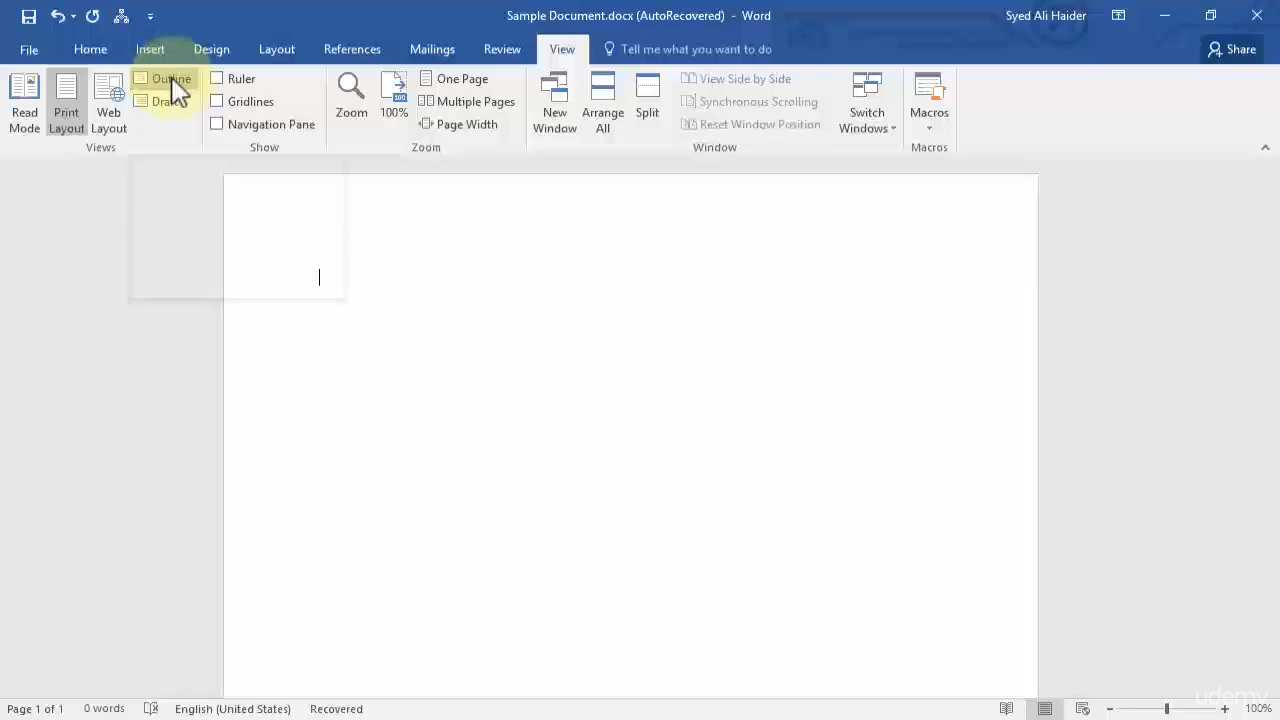 Sample Document.docx (AutoRecovered) - Word
Syed Ali Haider
File Home Insert Design Layout References Mailings Review View Tell me what you want to do Share
Read Mode
Print Layout
Web Layout
Outline
Views
Ruler
Gridlines
Navigation Pane
Show
Zoom
100%
One Page
Multiple Pages
Page Width
Zoom
New Window
Arrange All
Split
View Side by Side
Synchronous Scrolling
Reset Window Position
Window
Switch Windows
Macros
Macros
Page 1 of 1 0 words English (United States) Recovered 100%
udemy